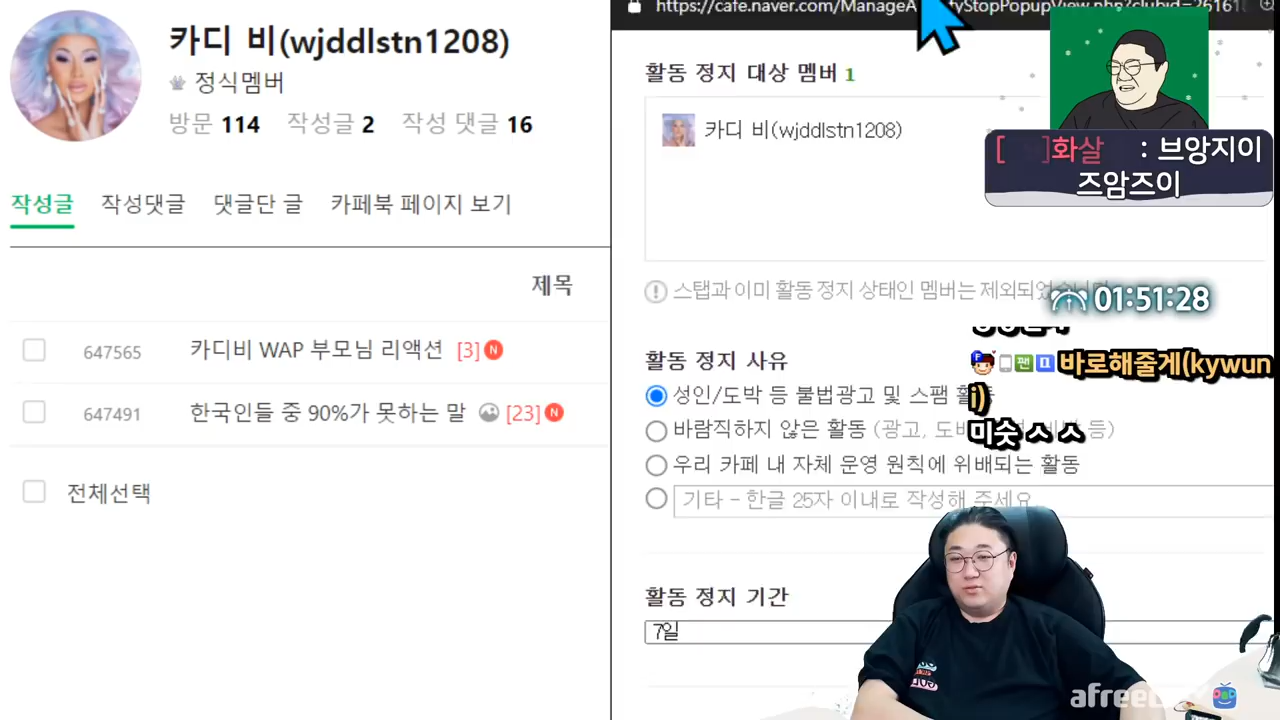 카디 비(wjddlstn1208)
정식멤버
방문 114 작성글 2 작성 댓글 16
작성글 작성댓글 댓글단 글 카페북 페이지 보기
제목
647565 카디비 WAP 부모님 리액션 [3] N
647491 한국인들 중 90%가 못하는 말 [23] N
전체선택
https://cafe.naver.com/ManageA
활동 정지 대상 멤버 1
카디 비(wjddlstn1208)
스탭과 이미 활동 정지 상태인 멤버는 제외되었
활동 정지 사유
성인/도박 등 불법광고 및 스팸 활동
바람직하지 않은 활동 (광고, 도배, 등)
우리 카페 내 자체 운영 원칙에 위배되는 활동
기타 - 한글 25자 이내로 작성해 주세요
활동 정지 기간
7일
[ ]화살 : 브앙지이
즈암즈이
01:51:28
바로해줄게(kywun
i)
미숫ㅅㅅ
afree